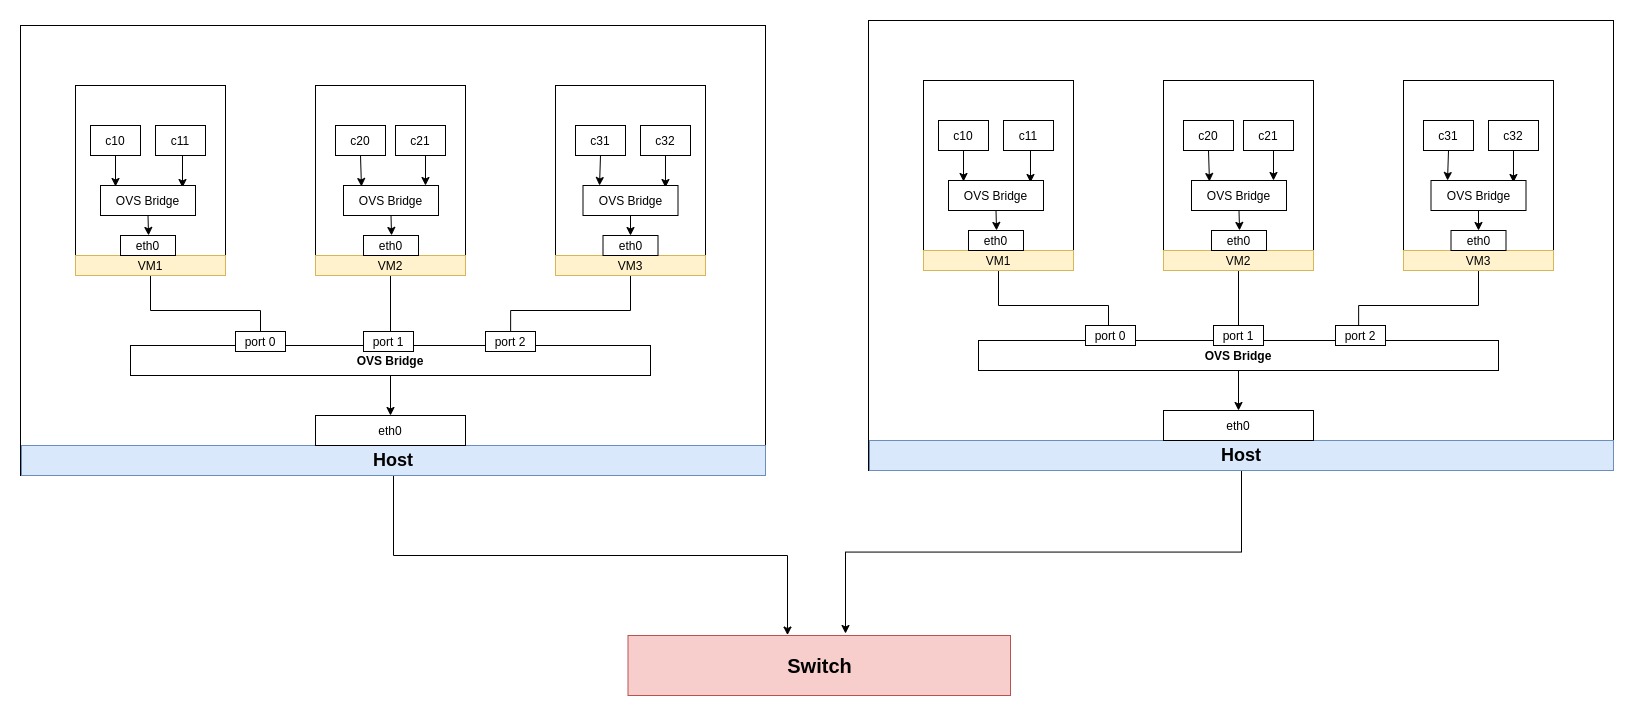 c10
c11
OVS Bridge
eth0
VM1
c20
c21
OVS Bridge
eth0
VM2
c31
c32
OVS Bridge
eth0
VM3
port 0
port 1
port 2
OVS Bridge
eth0
Host
c10
c11
OVS Bridge
eth0
VM1
c20
c21
OVS Bridge
eth0
VM2
c31
c32
OVS Bridge
eth0
VM3
port 0
port 1
port 2
OVS Bridge
eth0
Host
Switch